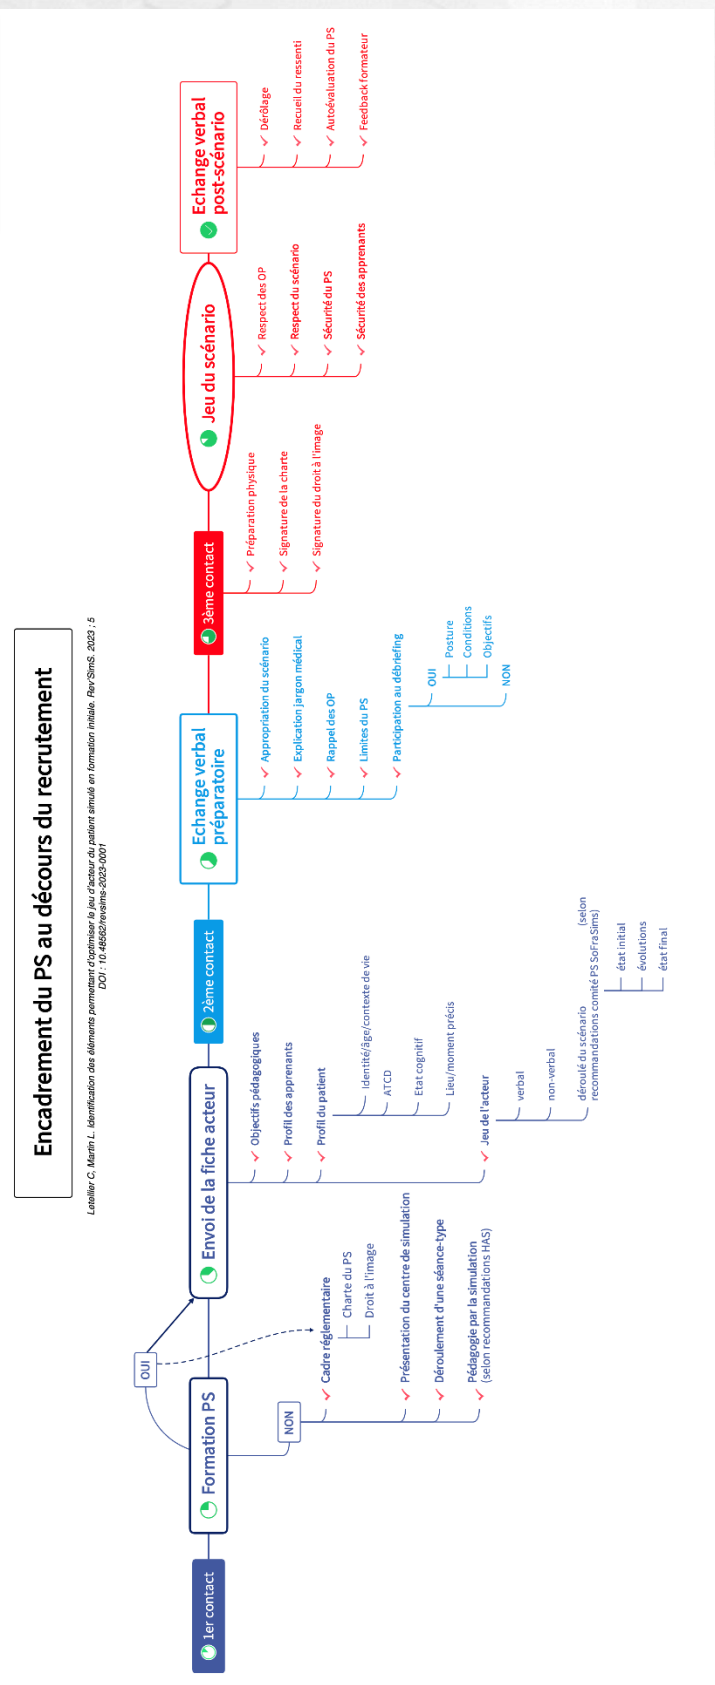 Encadrement du PS au décours du recrutement
Letellier C, Martin L. Identification des éléments permettant d'optimiser le jeu d'acteur du patient simulé en formation initiale. Rev'SimS. 2023 ; 5
DOI : 10.48562/revsims-2023-0001
1er contact
Formation PS
OUI
NON
Cadre réglementaire
Charte du PS
Droit à l'image
Présentation du centre de simulation
Déroulement d'une séance-type
Pédagogie par la simulation
(selon recommandations HAS)
Envoi de la fiche acteur
Objectifs pédagogiques
Profil des apprenants
Profil du patient
Identité/âge/contexte de vie
ATCD
Etat cognitif
Lieu/moment précis
Jeu de l'acteur
verbal
non-verbal
déroulé du scénario (selon
recommandations comité PS SoFraSims)
état initial
évolutions
état final
2ème contact
Echange verbal
préparatoire
Appropriation du scénario
Explication jargon médical
Rappel des OP
Limites du PS
Participation au débriefing
OUI
Posture
Conditions
Objectifs
NON
3ème contact
Préparation physique
Signature de la charte
Signature du droit à l'image
Jeu du scénario
Respect des OP
Respect du scénario
Sécurité du PS
Sécurité des apprenants
Echange verbal
post-scénario
Dérôlage
Recueil du ressenti
Autoévaluation du PS
Feedback formateur